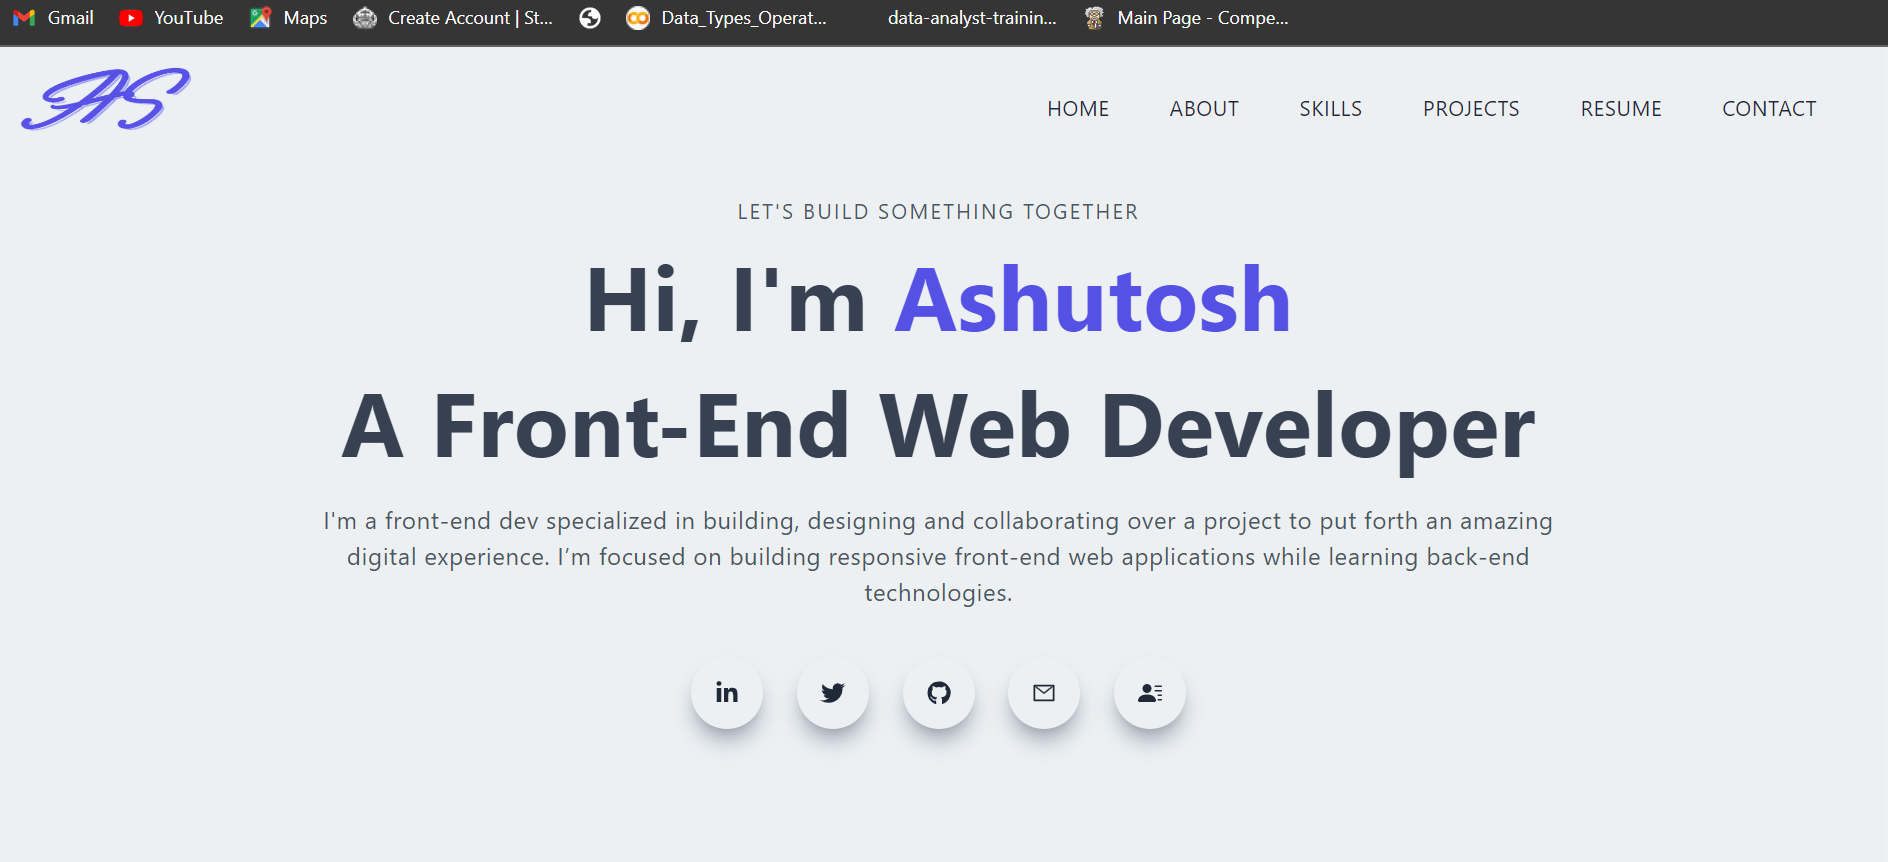 Gmail YouTube Maps Create Account | St... Data_Types_Operat... data-analyst-trainin... Main Page - Compe...
AS
HOME ABOUT SKILLS PROJECTS RESUME CONTACT
LET'S BUILD SOMETHING TOGETHER
Hi, I'm Ashutosh
A Front-End Web Developer
I'm a front-end dev specialized in building, designing and collaborating over a project to put forth an amazing
digital experience. I’m focused on building responsive front-end web applications while learning back-end
technologies.
in